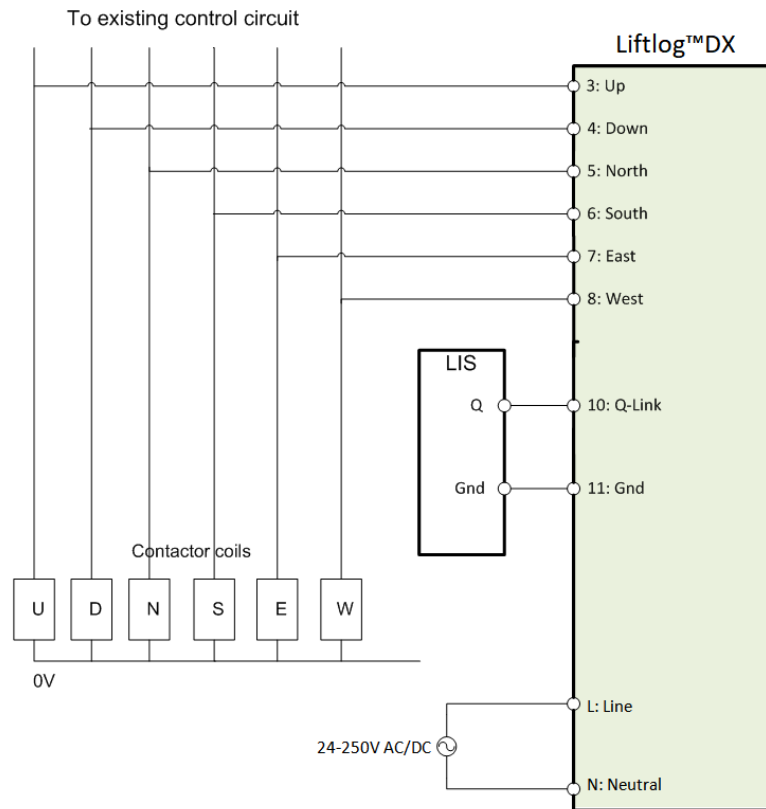 To existing control circuit
Liftlog™DX
3: Up
4: Down
5: North
6: South
7: East
8: West
LIS
Q
10: Q-Link
Gnd
11: Gnd
Contactor coils
U D N S E W
0V
L: Line
24-250V AC/DC
N: Neutral